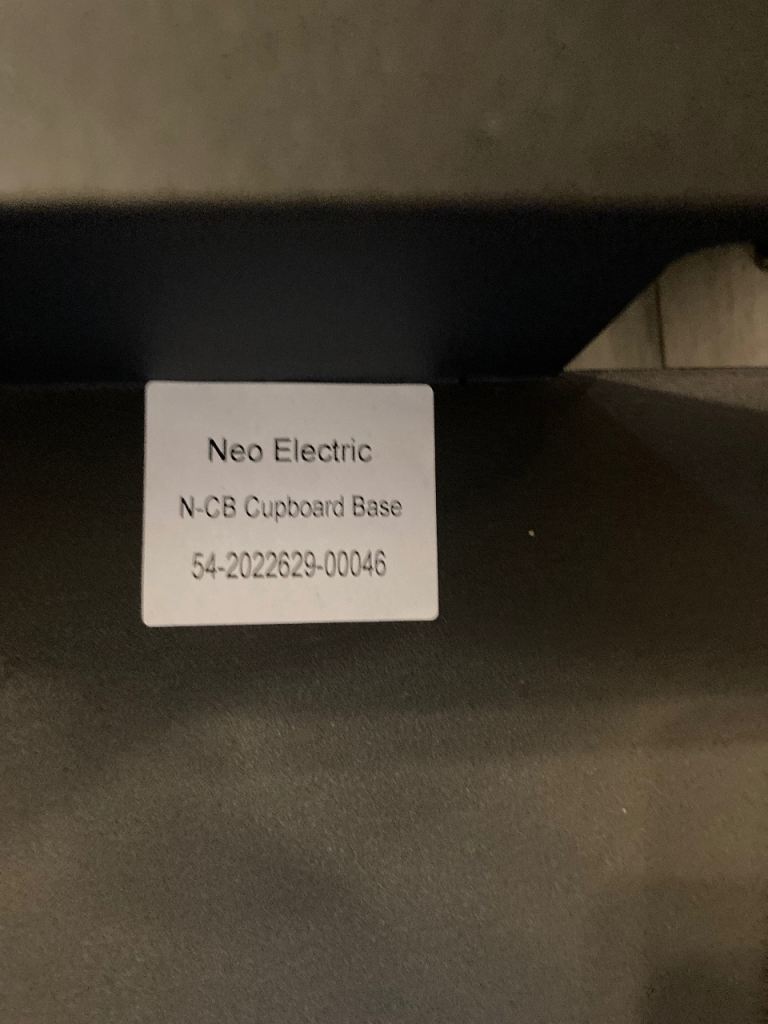 Neo Electric
N-CB Cupboard Base
54-2022629-00046